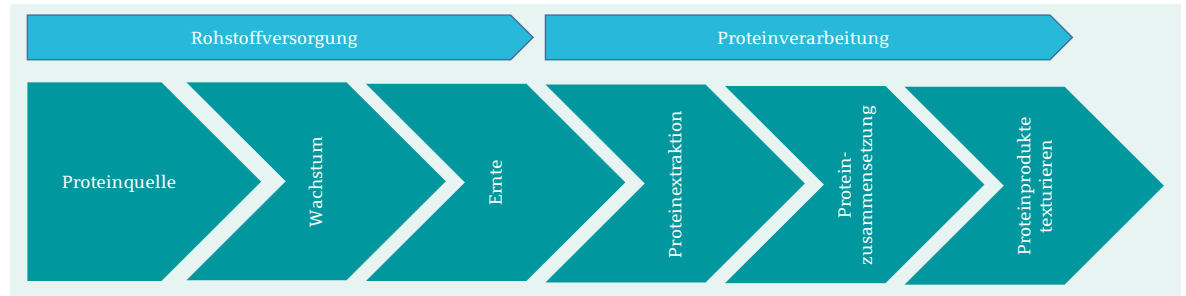 Rohstoffversorgung
Proteinverarbeitung
Proteinquelle
Wachstum
Ernte
Proteinextraktion
Protein-
zusammensetzung
Proteinprodukte
texturieren